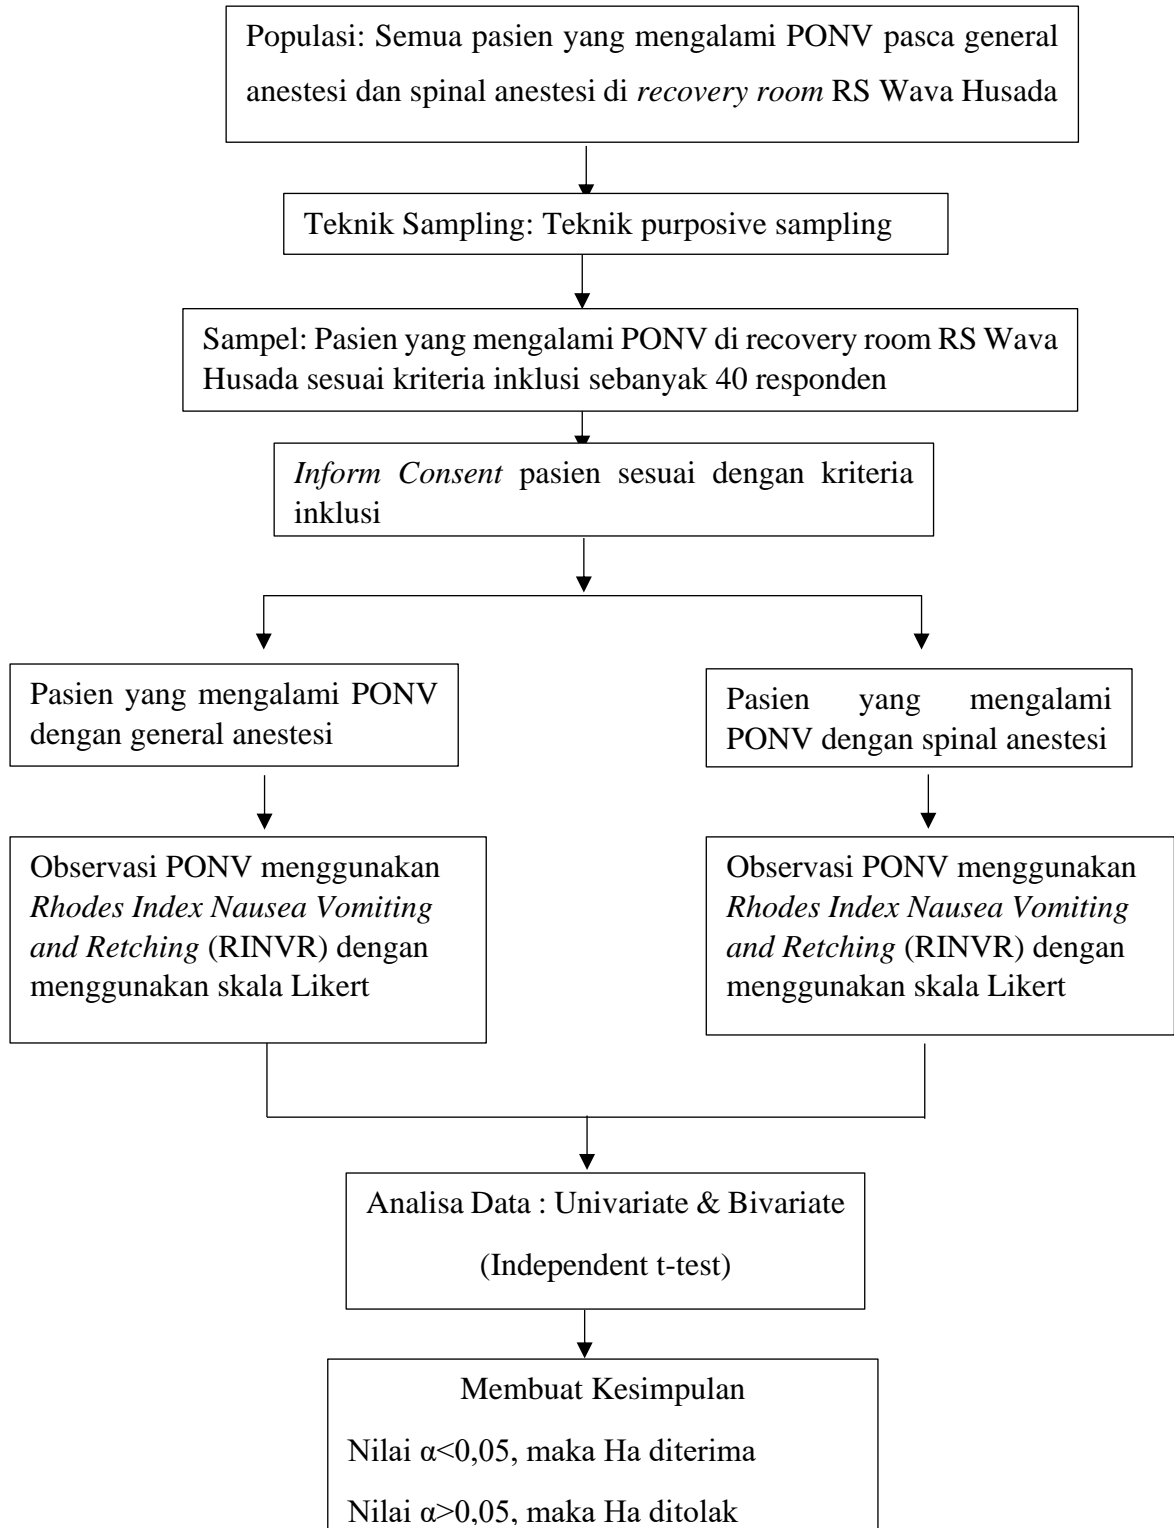 Populasi: Semua pasien yang mengalami PONV pasca general
anestesi dan spinal anestesi di recovery room RS Wava Husada
Teknik Sampling: Teknik purposive sampling
Sampel: Pasien yang mengalami PONV di recovery room RS Wava
Husada sesuai kriteria inklusi sebanyak 40 responden
Inform Consent pasien sesuai dengan kriteria
inklusi
Pasien yang mengalami PONV
dengan general anestesi
Pasien yang mengalami
PONV dengan spinal anestesi
Observasi PONV menggunakan
Rhodes Index Nausea Vomiting
and Retching (RINVR) dengan
menggunakan skala Likert
Observasi PONV menggunakan
Rhodes Index Nausea Vomiting
and Retching (RINVR) dengan
menggunakan skala Likert
Analisa Data : Univariate & Bivariate
(Independent t-test)
Membuat Kesimpulan
Nilai α<0,05, maka Ha diterima
Nilai α>0,05, maka Ha ditolak